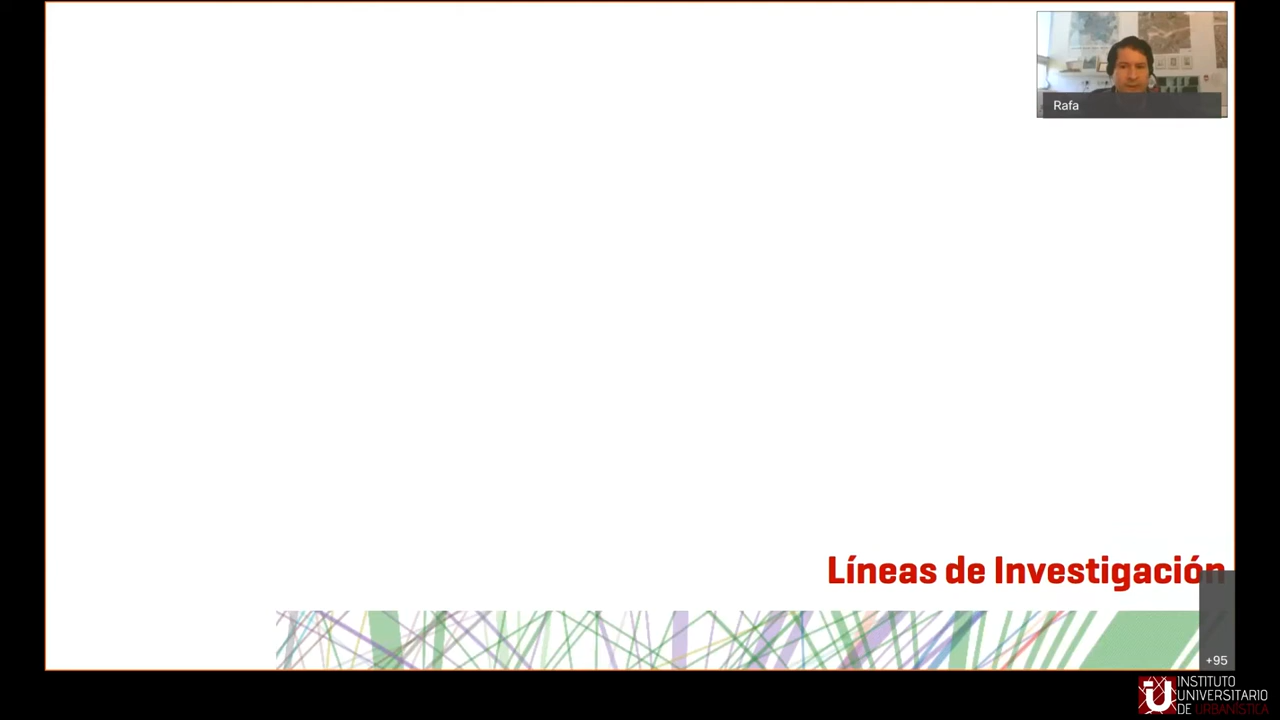 Rafa
Líneas de Investigación
+95
INSTITUTO
UNIVERSITARIO
DE URBANÍSTICA